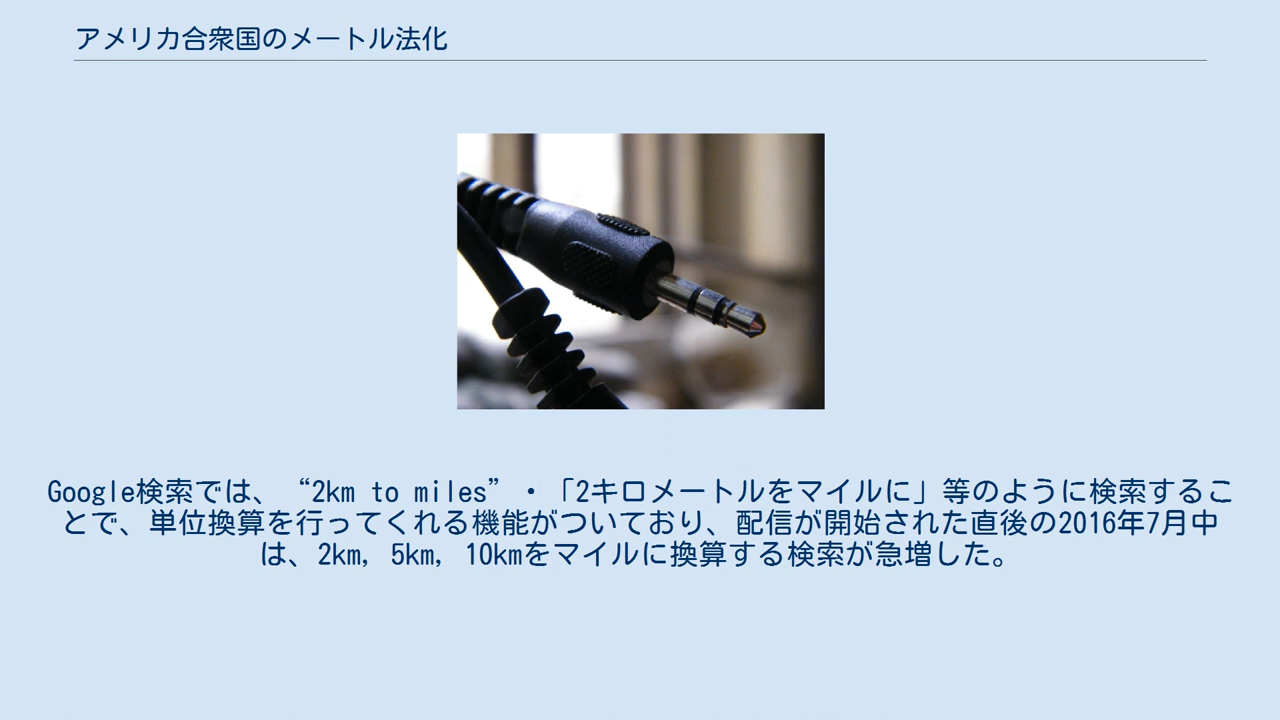 アメリカ合衆国のメートル法化
Google検索では、“2km to miles”・「2キロメートルをマイルに」等のように検索するこ
とで、単位換算を行ってくれる機能がついており、配信が開始された直後の2016年7月中
は、2km, 5km, 10kmをマイルに換算する検索が急増した。